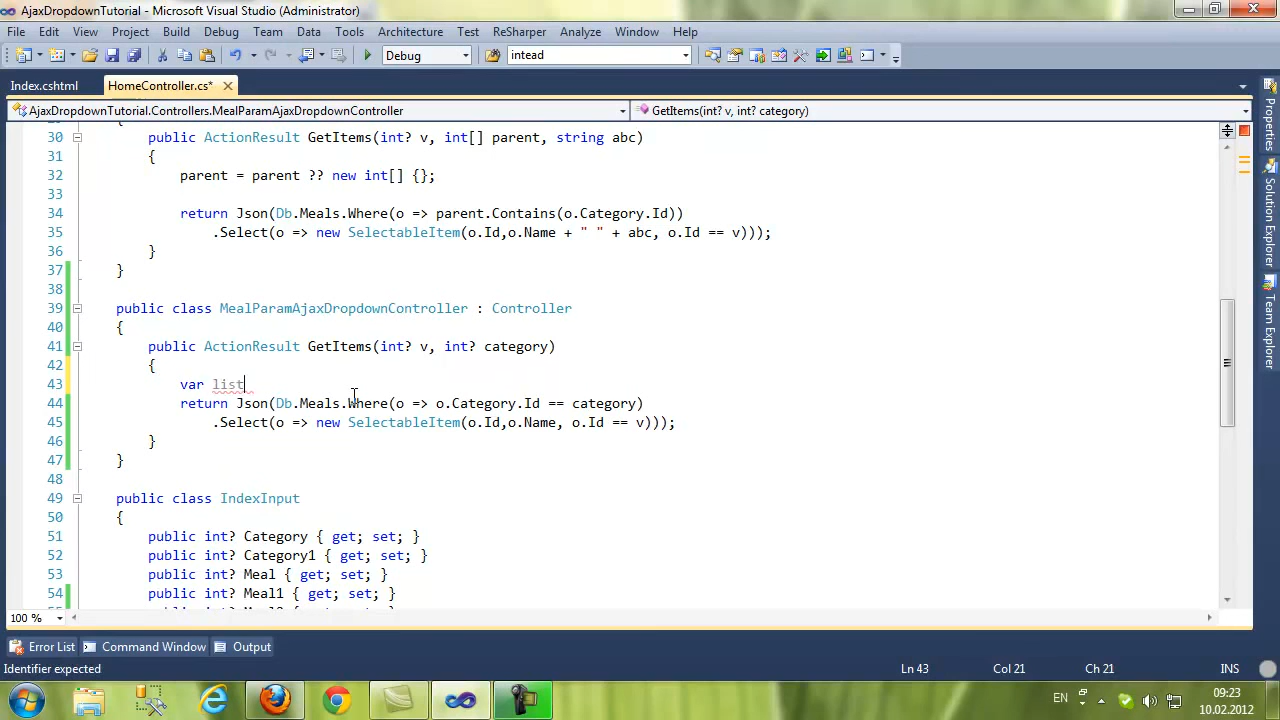 AjaxDropdownTutorial - Microsoft Visual Studio (Administrator)
File Edit View Project Build Debug Team Data Tools Architecture Test ReSharper Analyze Window Help
Debug intead
Index.cshtml HomeController.cs*
AjaxDropdownTutorial.Controllers.MealParamAjaxDropdownController GetItems(int? v, int? category)
30 public ActionResult GetItems(int? v, int[] parent, string abc)
31 {
32 parent = parent ?? new int[] {};
33
34 return Json(Db.Meals.Where(o => parent.Contains(o.Category.Id))
35 .Select(o => new SelectableItem(o.Id,o.Name + " " + abc, o.Id == v)));
36 }
37 }
38
39 public class MealParamAjaxDropdownController : Controller
40 {
41 public ActionResult GetItems(int? v, int? category)
42 {
43 var list
44 return Json(Db.Meals.Where(o => o.Category.Id == category)
45 .Select(o => new SelectableItem(o.Id,o.Name, o.Id == v)));
46 }
47 }
48
49 public class IndexInput
50 {
51 public int? Category { get; set; }
52 public int? Category1 { get; set; }
53 public int? Meal { get; set; }
54 public int? Meal1 { get; set; }
100 %
Properties
Solution Explorer
Team Explorer
Error List Command Window Output
Identifier expected Ln 43 Col 21 Ch 21 INS
EN 09:23
10.02.2012